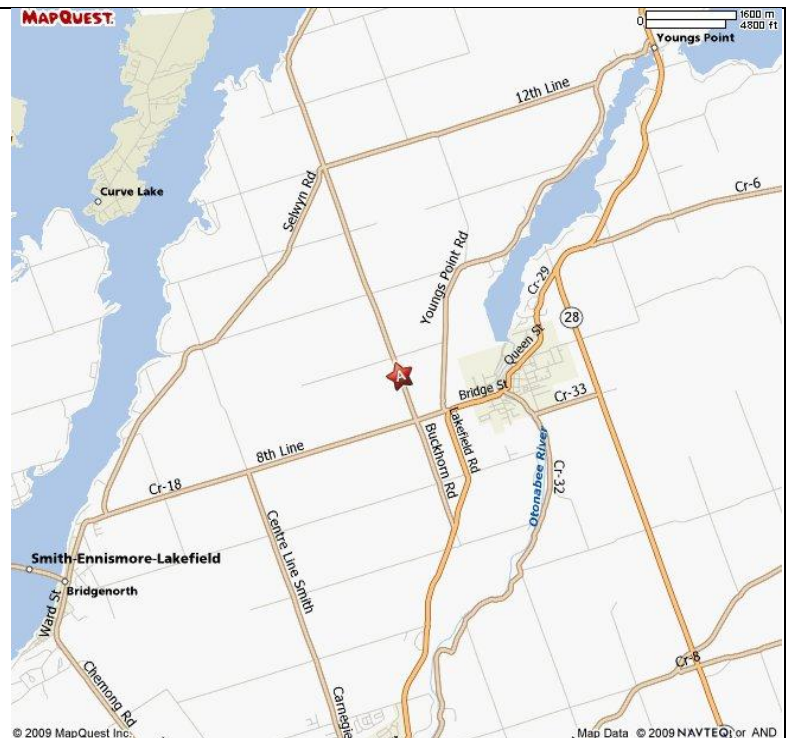 MAPQUEST.
1600 m
0
4800 ft
Youngs Point
12th Line
Curve Lake
Selwyn Rd
Cr-6
Youngs Point Rd
Cr-29
28
Queen St
A
Bridge St
Cr-33
Lakefield Rd
8th Line
Buckhorn Rd
Cr-18
Otonabee River
Cr-32
Centre Line Smith
Smith-Ennismore-Lakefield
Bridgenorth
Ward St
Chemong Rd
Cr-8
Carnegie
© 2009 MapQuest Inc.
Map Data © 2009 NAVTEQ or AND